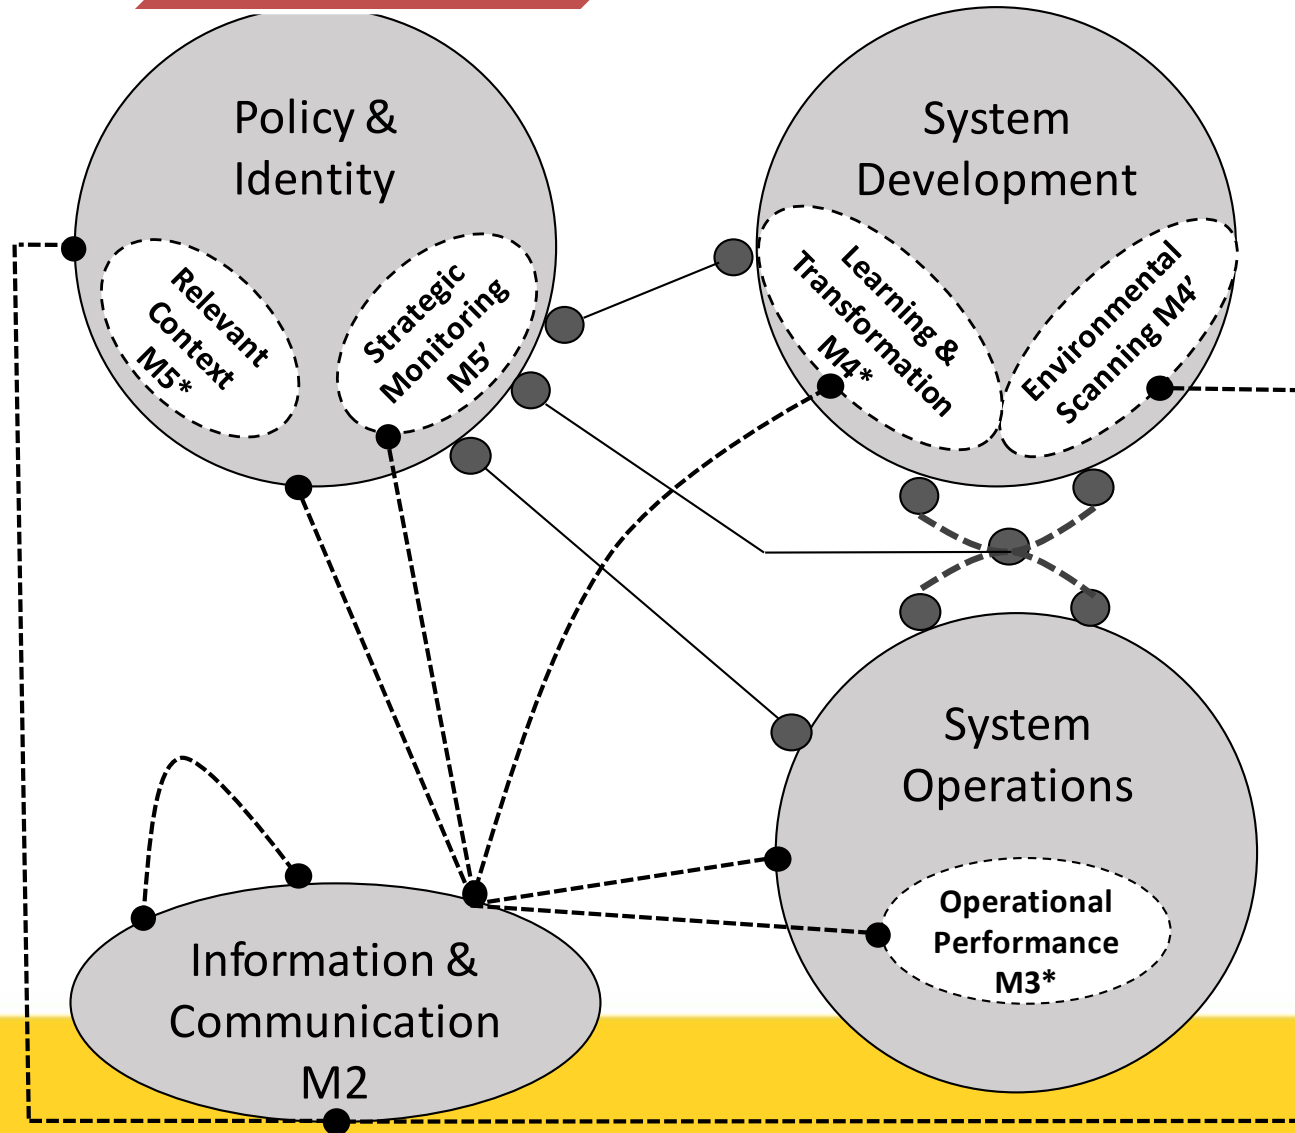 Policy &
Identity
Relevant
Context
M5*
Strategic
Monitoring
M5’
System
Development
Learning &
Transformation
M4*
Environmental
Scanning M4’
System
Operations
Operational
Performance
M3*
Information &
Communication
M2